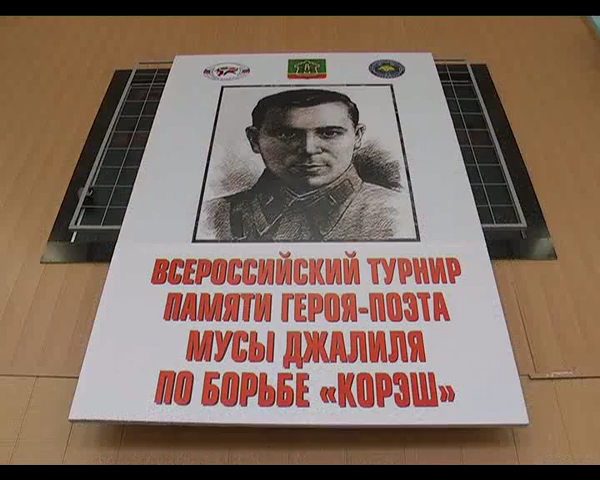 ВСЕРОССИЙСКИЙ ТУРНИР
ПАМЯТИ ГЕРОЯ-ПОЭТА
МУСЫ ДЖАЛИЛЯ
ПО БОРЬБЕ «КОРЭШ»